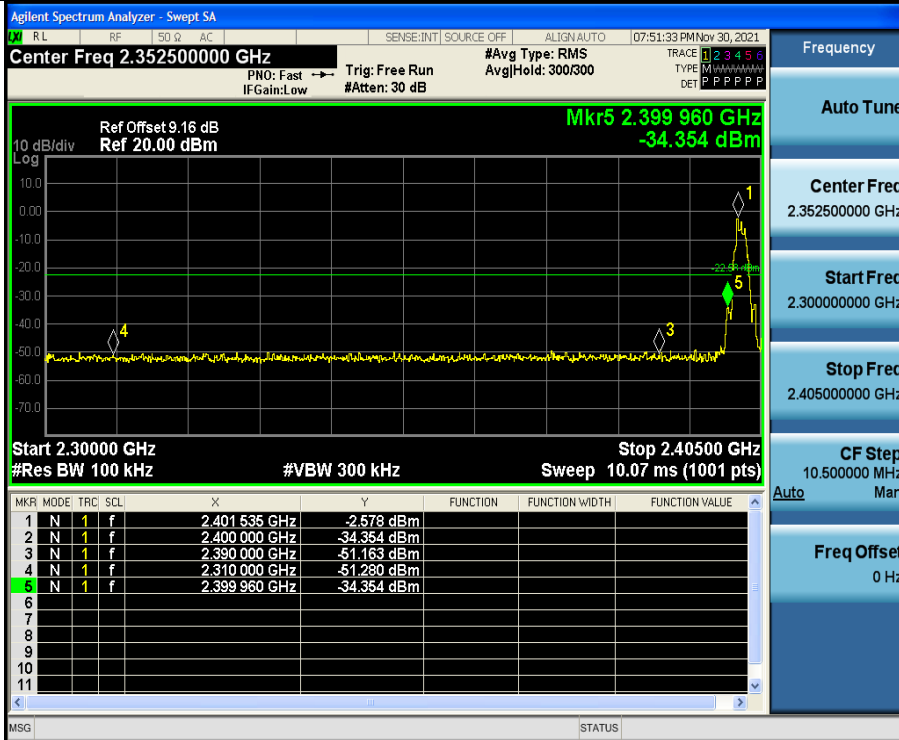 Agilent Spectrum Analyzer - Swept SA
LXI RL RF 50 Ω AC SENSE:INT SOURCE OFF ALIGN AUTO 07:51:33 PM Nov 30, 2021
Center Freq 2.352500000 GHz
#Avg Type: RMS
Avg|Hold: 300/300
TRACE 1 2 3 4 5 6
TYPE M
DET P P P P P P
PNO: Fast
IFGain:Low
Trig: Free Run
#Atten: 30 dB
Mkr5 2.399 960 GHz
-34.354 dBm
Ref Offset 9.16 dB
Ref 20.00 dBm
10 dB/div
Log
10.0
0.00
-10.0
-20.0
-30.0
-40.0
-50.0
-60.0
-70.0
1
5
4
3
Start 2.30000 GHz
Stop 2.40500 GHz
#Res BW 100 kHz
#VBW 300 kHz
Sweep 10.07 ms (1001 pts)
MKR MODE TRC SCL X Y FUNCTION FUNCTION WIDTH FUNCTION VALUE
1 N 1 f 2.401 535 GHz -2.578 dBm
2 N 1 f 2.400 000 GHz -34.354 dBm
3 N 1 f 2.390 000 GHz -51.163 dBm
4 N 1 f 2.310 000 GHz -51.280 dBm
5 N 1 f 2.399 960 GHz -34.354 dBm
6
7
8
9
10
11
MSG STATUS
Frequency
Auto Tune
Center Freq
2.352500000 GHz
Start Freq
2.300000000 GHz
Stop Freq
2.405000000 GHz
CF Step
10.500000 MHz
Auto Man
Freq Offset
0 Hz